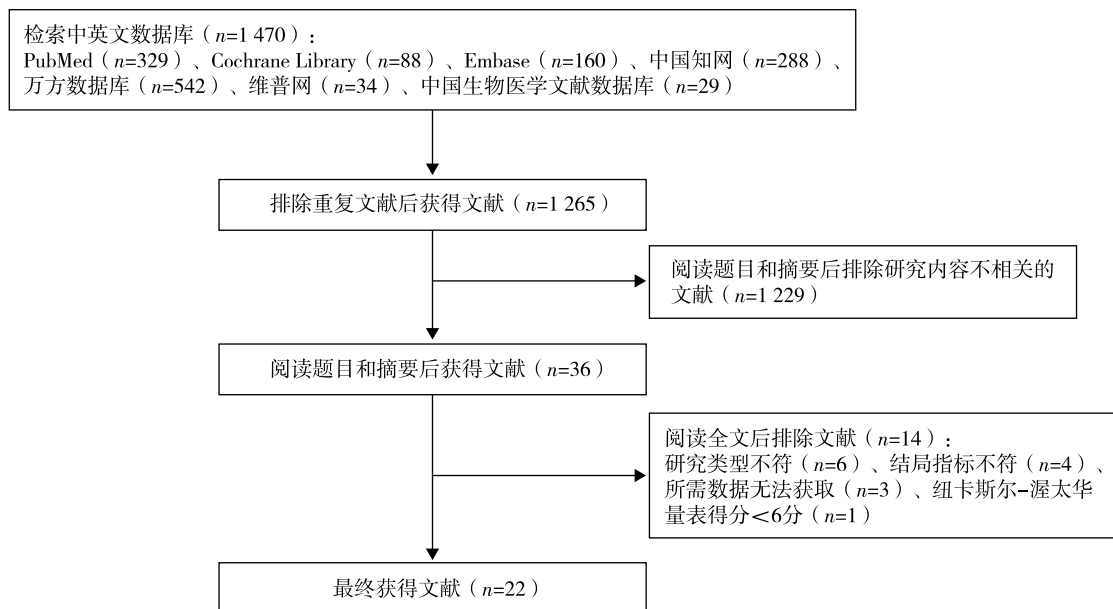 检索中英文数据库（n=1 470）：
PubMed（n=329）、Cochrane Library（n=88）、Embase（n=160）、中国知网（n=288）、
万方数据库（n=542）、维普网（n=34）、中国生物医学文献数据库（n=29）
排除重复文献后获得文献（n=1 265）
阅读题目和摘要后排除研究内容不相关的
文献（n=1 229）
阅读题目和摘要后获得文献（n=36）
阅读全文后排除文献（n=14）：
研究类型不符（n=6）、结局指标不符（n=4）、
所需数据无法获取（n=3）、纽卡斯尔-渥太华
量表得分＜6分（n=1）
最终获得文献（n=22）